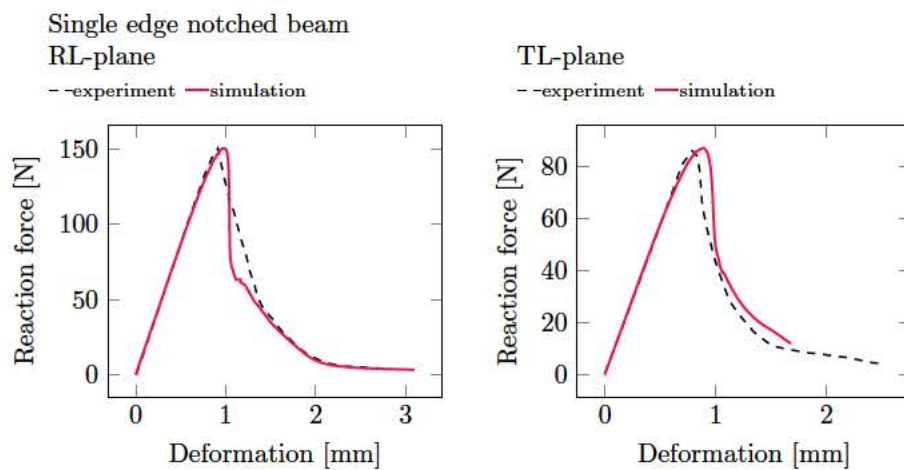 Single edge notched beam
RL-plane
experiment simulation
150
100
50
0
0 1 2 3
Reaction force [N]
Deformation [mm]
TL-plane
experiment simulation
80
60
40
20
0
0 1 2
Reaction force [N]
Deformation [mm]